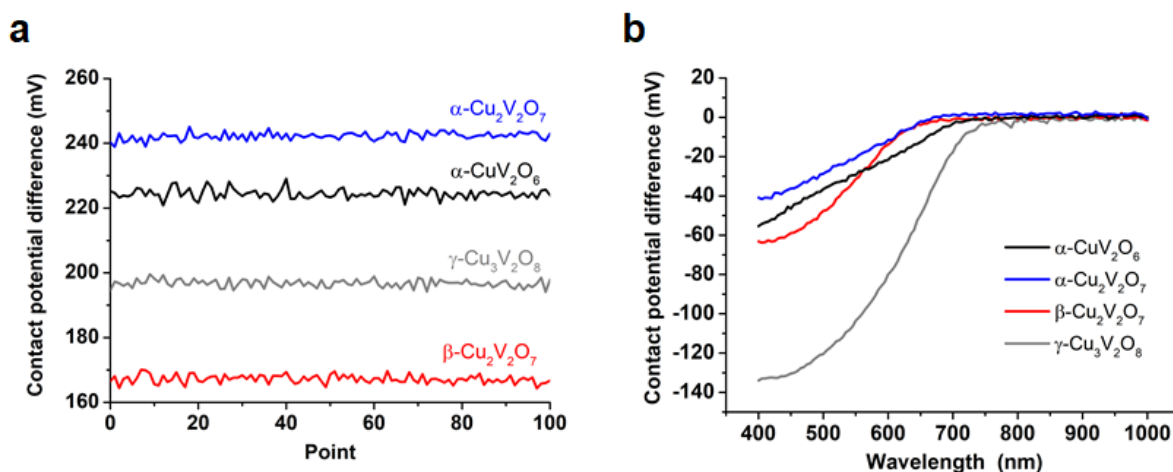 a
Contact potential difference (mV)
260
240
220
200
180
160
α-Cu₂V₂O₇
α-CuV₂O₆
γ-Cu₃V₂O₈
β-Cu₂V₂O₇
0 20 40 60 80 100
Point
b
Contact potential difference (mV)
20
0
-20
-40
-60
-80
-100
-120
-140
α-CuV₂O₆
α-Cu₂V₂O₇
β-Cu₂V₂O₇
γ-Cu₃V₂O₈
400 500 600 700 800 900 1000
Wavelength (nm)